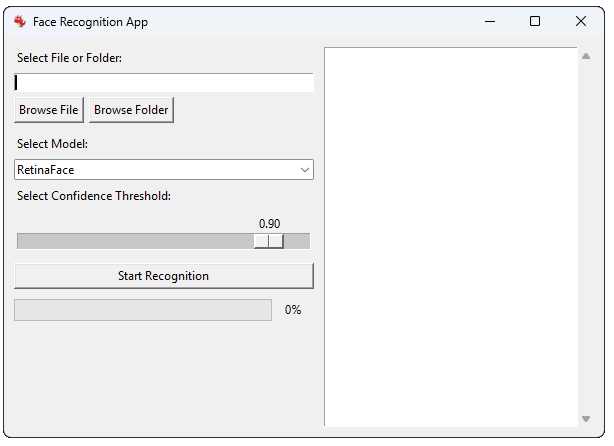 Face Recognition App
Select File or Folder:
Browse File Browse Folder
Select Model:
RetinaFace
Select Confidence Threshold:
0.90
Start Recognition
0%